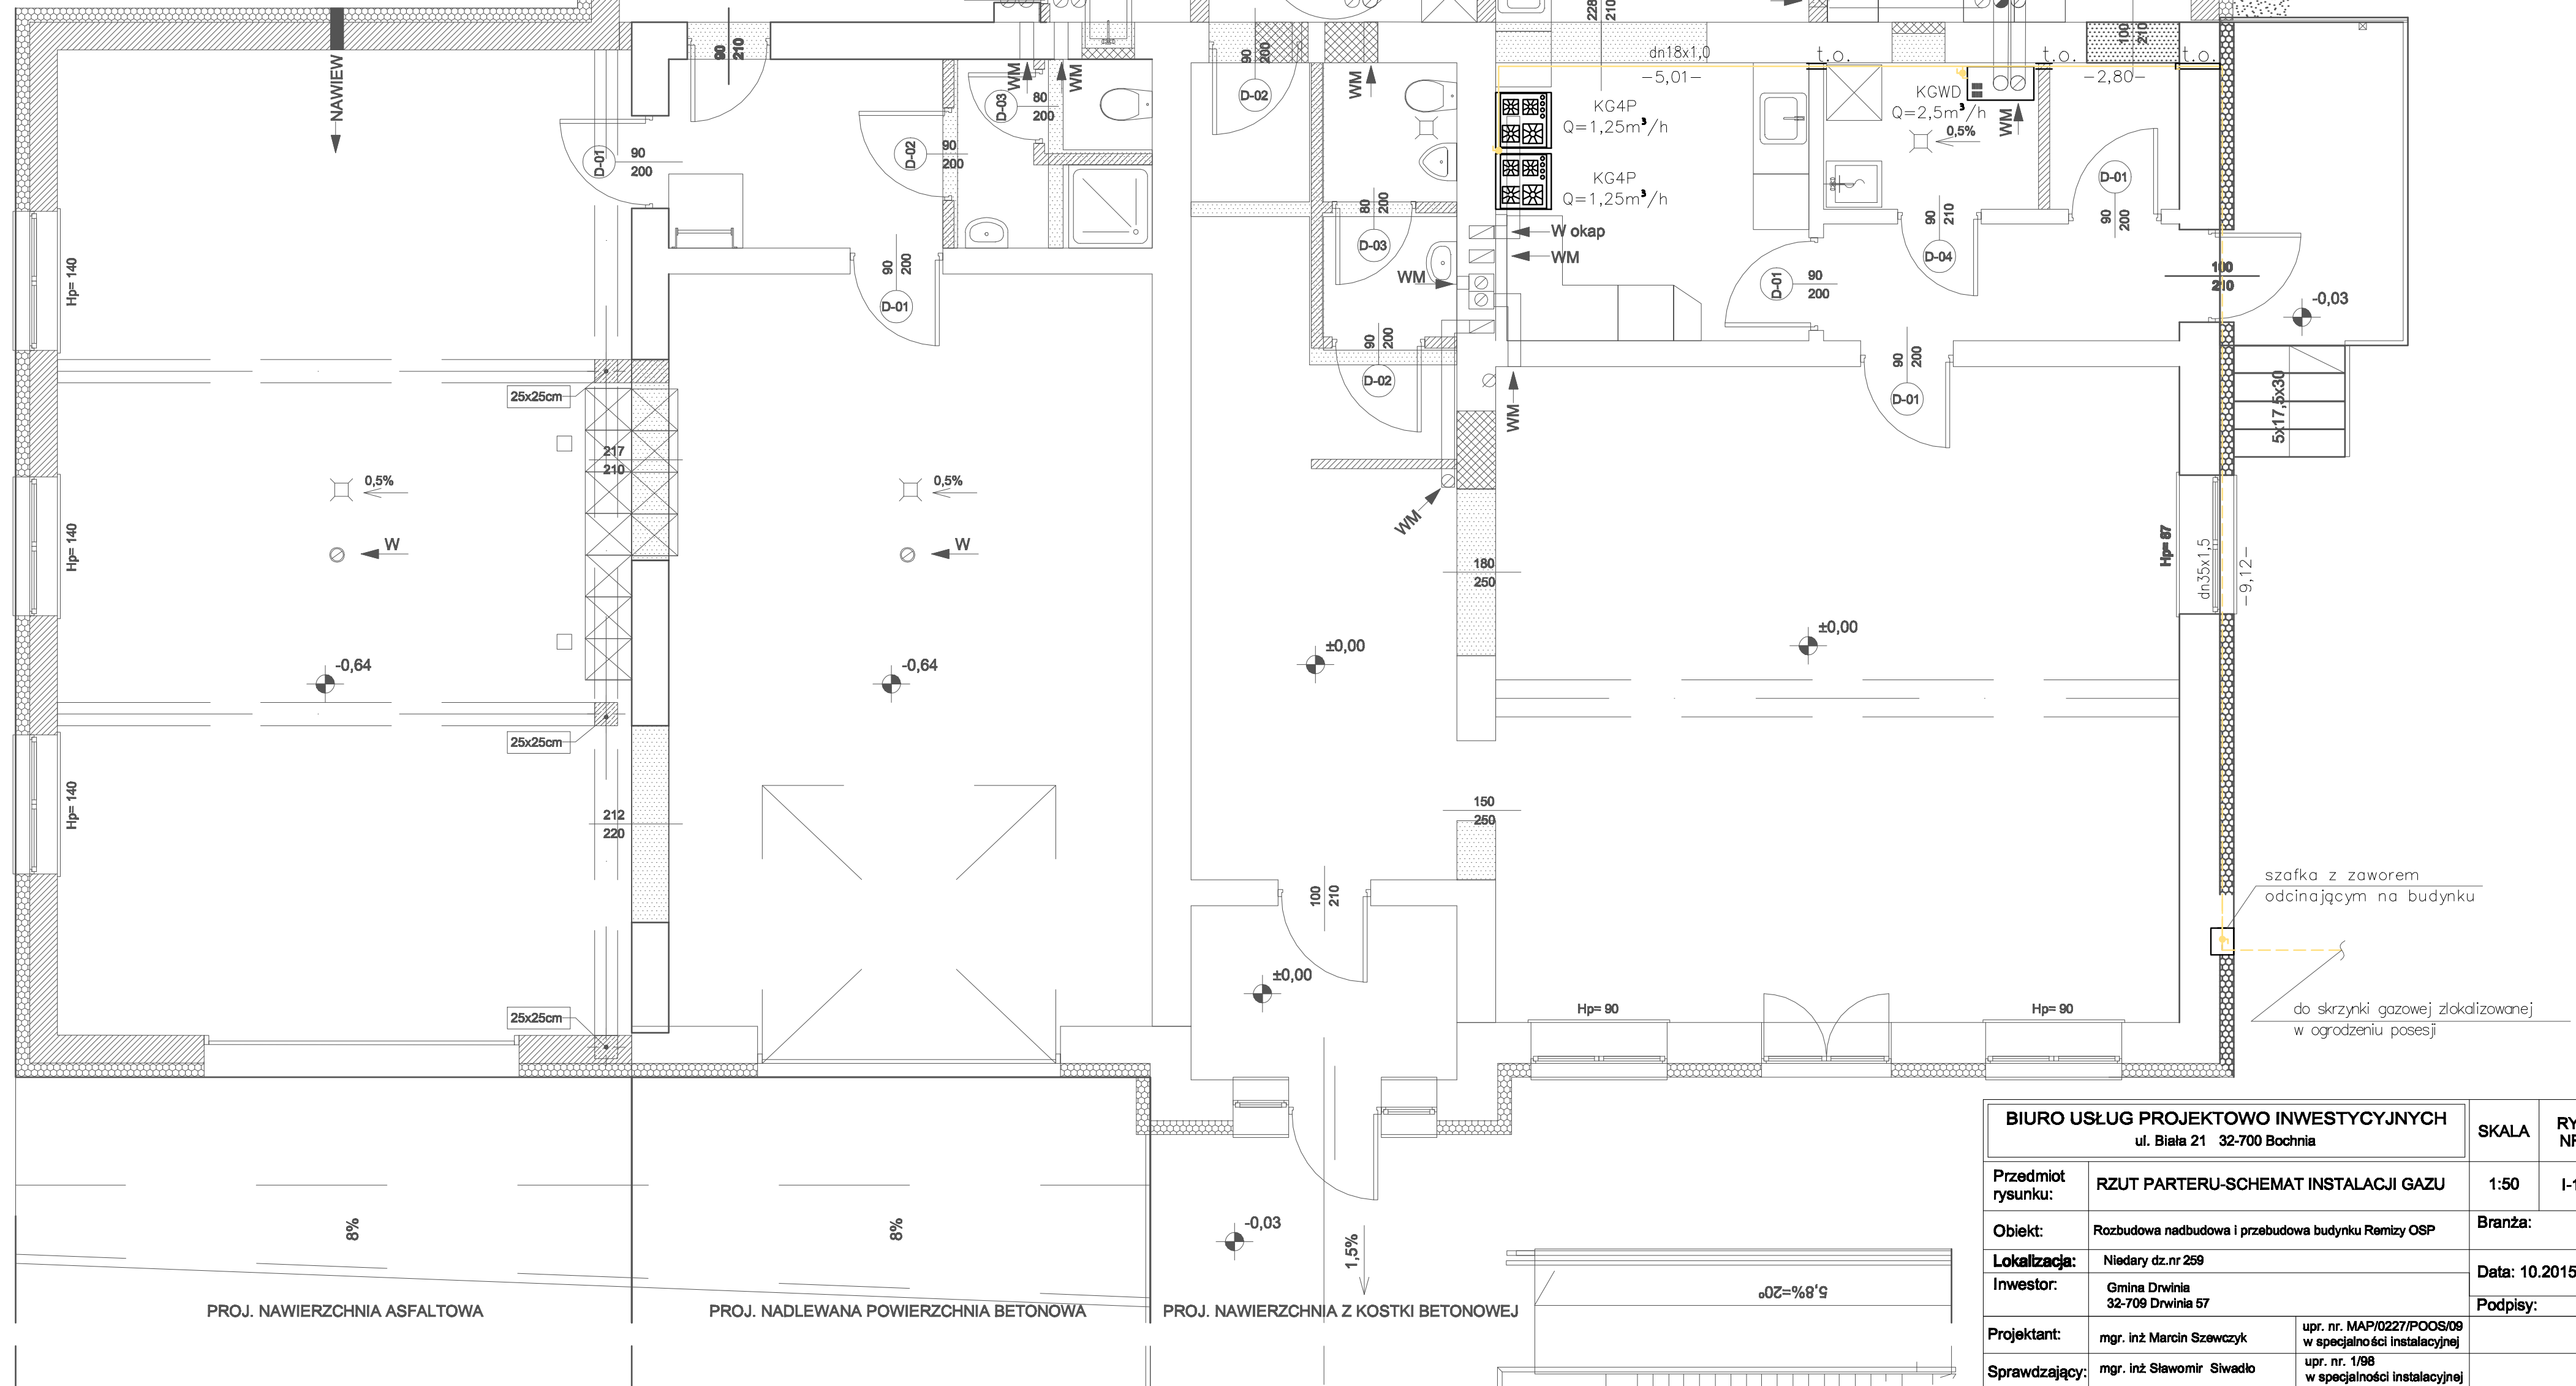 NAWIEW
90
210
WM
WM
D-03
80
200
D-02
90
200
D-01
90
200
90
200
D-01
90
200
D-02
WM
80
200
D-03
WM
90
200
D-02
WM
228
210
dn18x1,0
-5,01-
t.o.
t.o.
t.o.
-2,80-
100
210
KG4P
Q=1,25m³/h
KG4P
Q=1,25m³/h
KGWD
Q=2,5m³/h
0,5%
WM
W okap
WM
WM
D-01
90
200
90
210
D-04
D-01
90
200
100
210
-0,03
90
200
D-01
5x17,5x30
Hp= 140
Hp= 140
Hp= 140
25x25cm
25x25cm
25x25cm
217
210
212
220
0,5%
W
-0,64
0,5%
W
-0,64
180
250
150
250
±0,00
±0,00
±0,00
100
210
Hp= 87
dn35x1,5
-9,12-
szafka z zaworem
odcinającym na budynku
do skrzynki gazowej zlokalizowanej
w ogrodzeniu posesji
Hp= 90
Hp= 90
8%
8%
-0,03
1,5%
5,8%=20º
PROJ. NAWIERZCHNIA ASFALTOWA
PROJ. NADLEWANA POWIERZCHNIA BETONOWA
PROJ. NAWIERZCHNIA Z KOSTKI BETONOWEJ
BIURO USŁUG PROJEKTOWO INWESTYCYJNYCH
ul. Biała 21 32-700 Bochnia
SKALA
Przedmiot
rysunku:
RZUT PARTERU-SCHEMAT INSTALACJI GAZU
1:50
Obiekt:
Rozbudowa nadbudowa i przebudowa budynku Remizy OSP
Branża:
Lokalizacja:
Niedary dz.nr 259
Data: 10.2015
Inwestor:
Gmina Drwinia
32-709 Drwinia 57
Podpisy:
Projektant:
mgr. inż Marcin Szewczyk
upr. nr. MAP/0227/POOS/09
w specjalności instalacyjnej
Sprawdzający:
mgr. inż Sławomir Siwadło
upr. nr. 1/98
w specjalności instalacyjnej